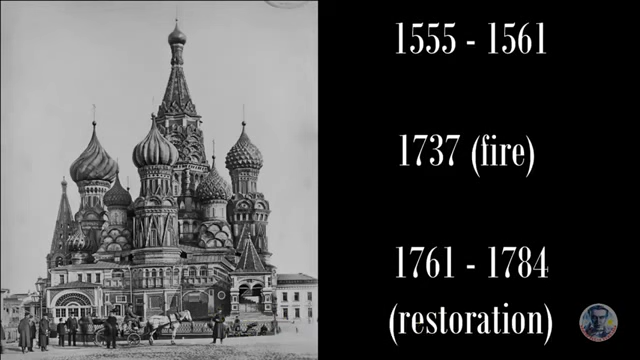 1555 - 1561
1737 (fire)
1761 - 1784
(restoration)